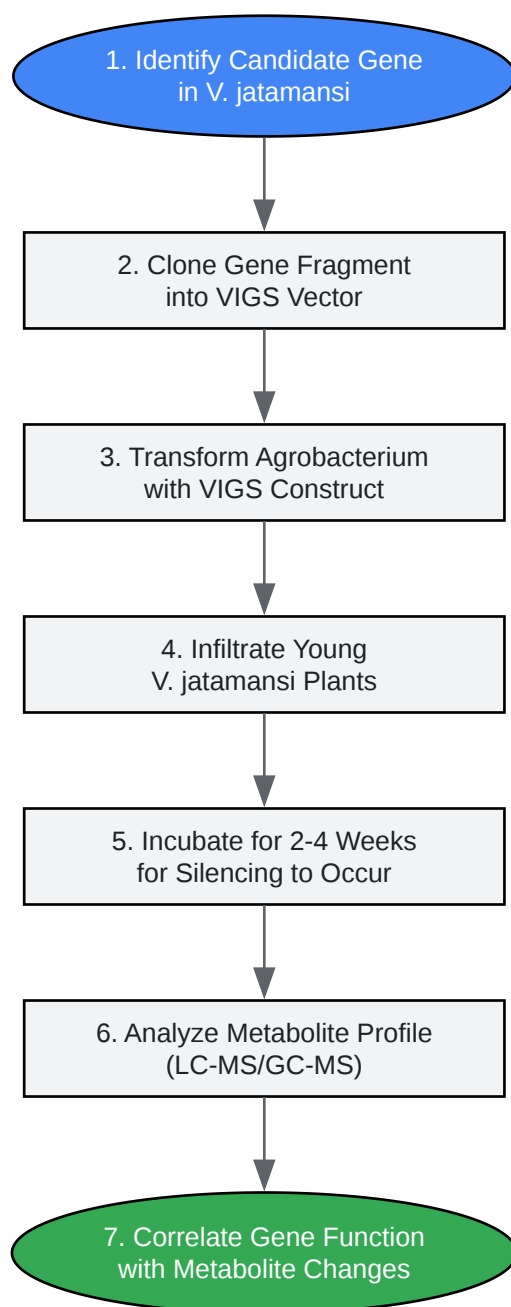 1. Identify Candidate Gene
in V. jatamansi
2. Clone Gene Fragment
into VIGS Vector
3. Transform Agrobacterium
with VIGS Construct
4. Infiltrate Young
V. jatamansi Plants
5. Incubate for 2-4 Weeks
for Silencing to Occur
6. Analyze Metabolite Profile
(LC-MS/GC-MS)
7. Correlate Gene Function
with Metabolite Changes